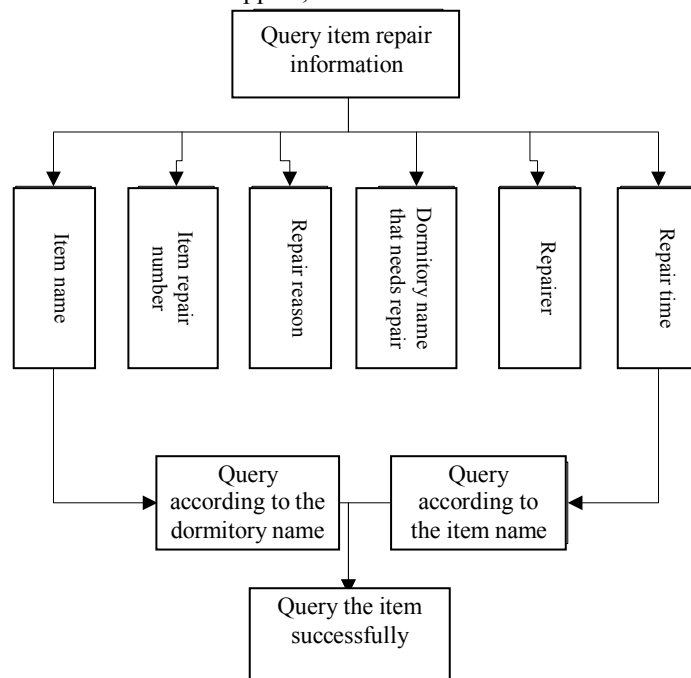 Query item repair
information
Item name
Item repair
number
Repair reason
Dormitory name
that needs repair
Repairer
Repair time
Query
according to the
dormitory name
Query
according to
the item name
Query the item
successfully